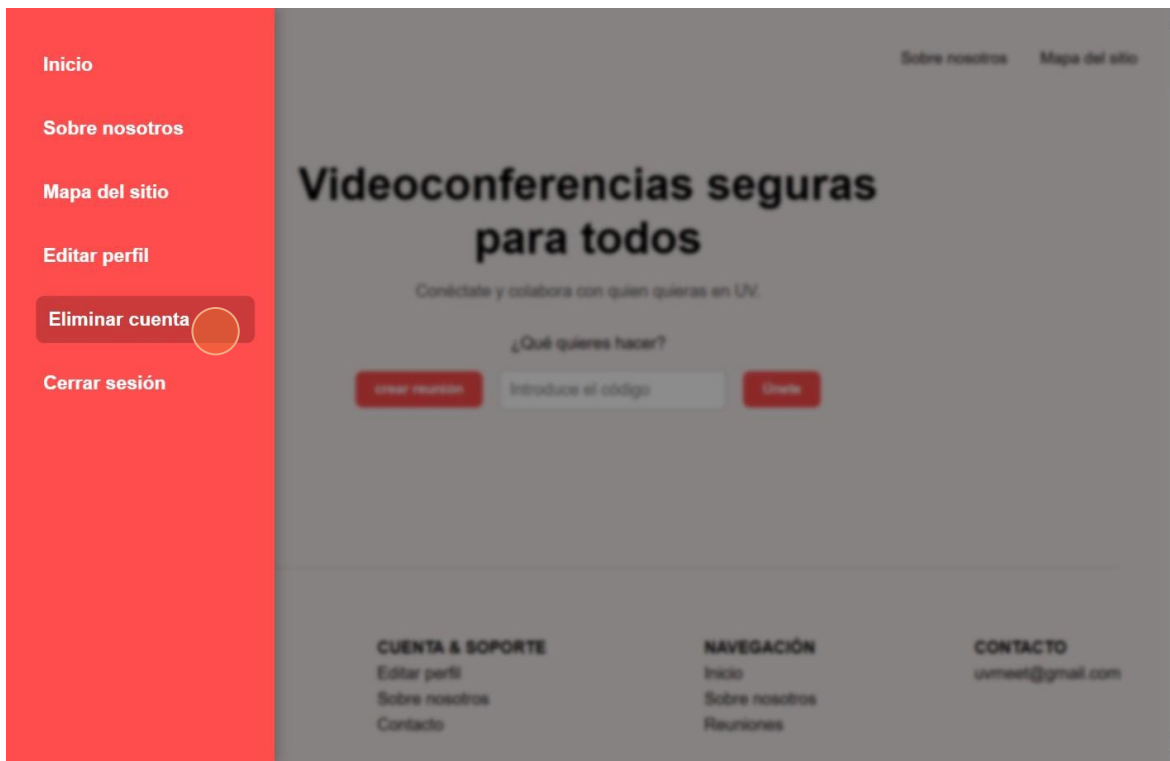 Inicio
Sobre nosotros
Mapa del sitio
Editar perfil
Eliminar cuenta
Cerrar sesión
Sobre nosotros
Mapa del sitio
Videoconferencias seguras
para todos
Conéctate y colabora con quien quieras en UV.
¿Qué quieres hacer?
crear reunión
Introduce el código
Únete
CUENTA & SOPORTE
Editar perfil
Sobre nosotros
Contacto
NAVEGACIÓN
Inicio
Sobre nosotros
Reuniones
CONTACTO
uvmeet@gmail.com